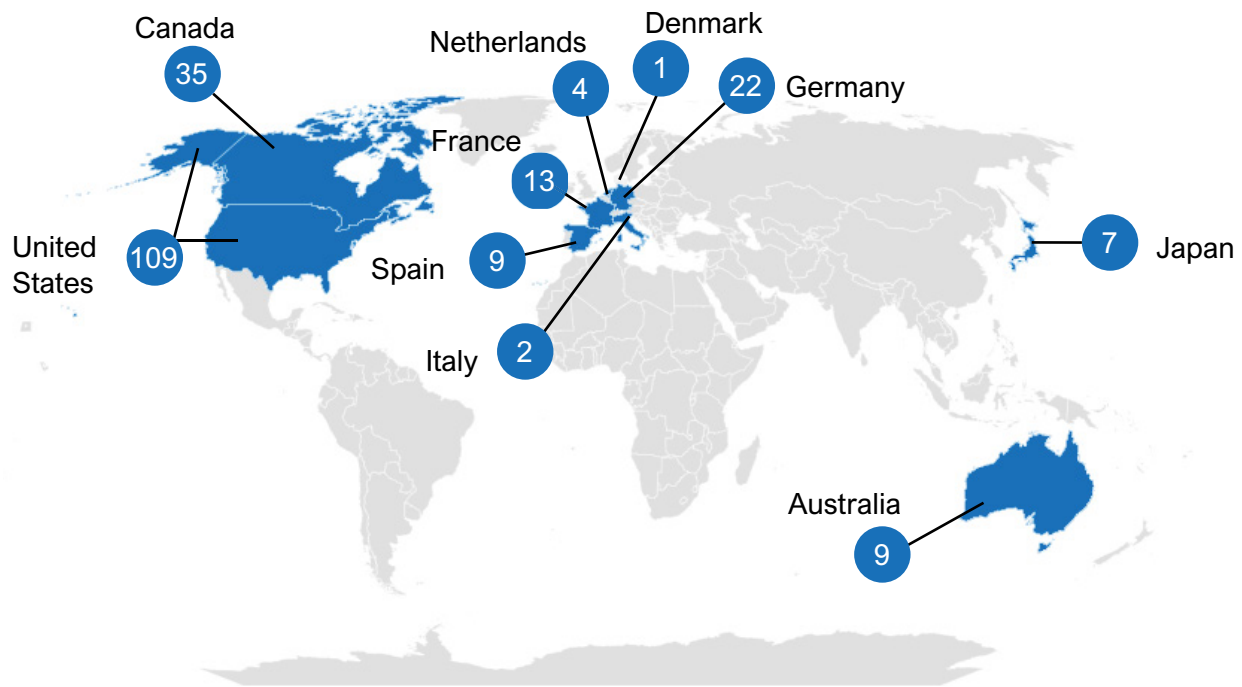 Canada
35
Netherlands
4
Denmark
1
22
Germany
France
13
United
States
109
Spain
9
7
Japan
Italy
2
Australia
9